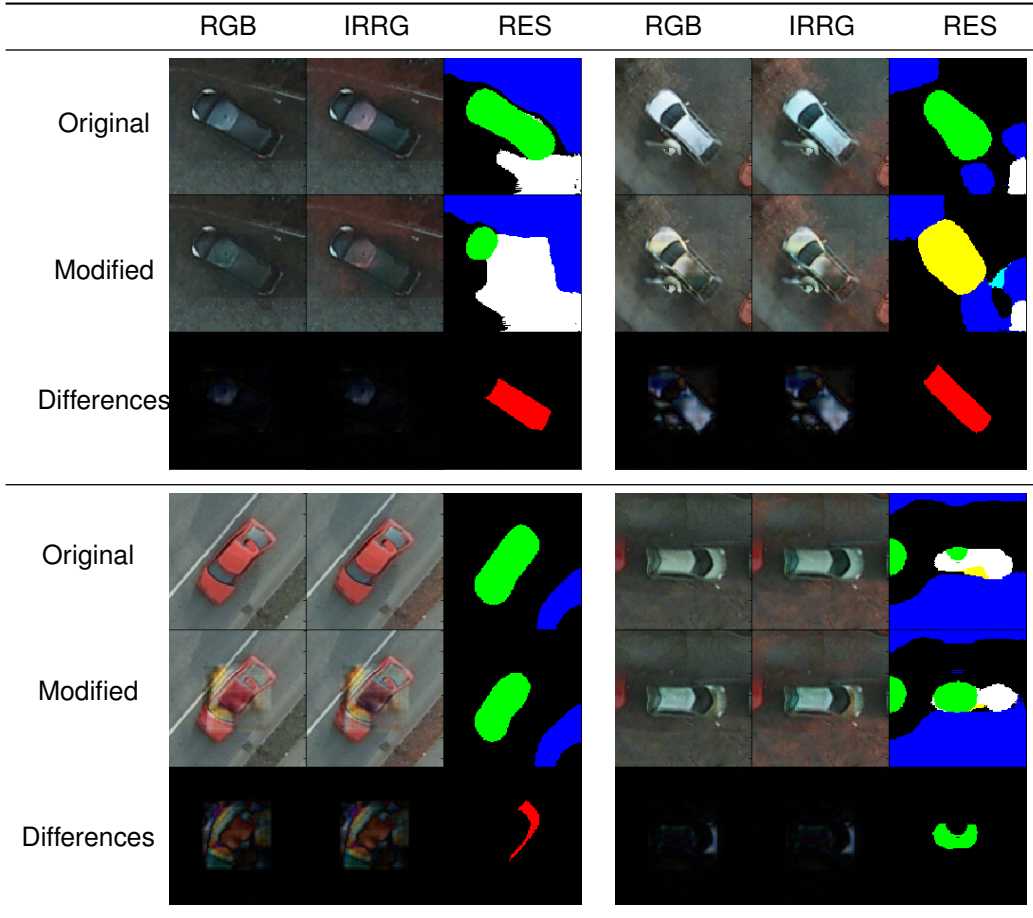 RGB IRRG RES RGB IRRG RES
Original
Modified
Differences
Original
Modified
Differences